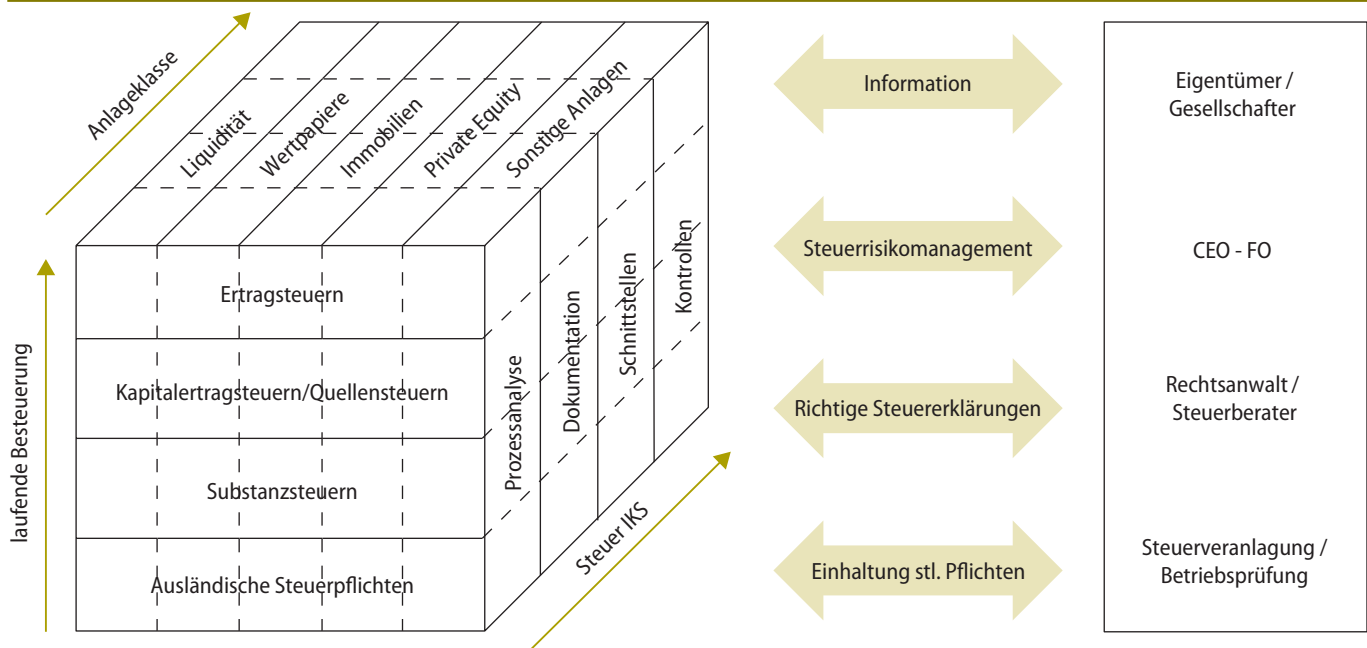 Anlageklasse
Liquidität
Wertpapiere
Immobilien
Private Equity
Sonstige Anlagen
laufende Besteuerung
Ertragsteuern
Kapitalertragsteuern/Quellensteuern
Substanzsteuern
Ausländische Steuerpflichten
Prozessanalyse
Dokumentation
Schnittstellen
Kontrollen
Steuer IKS
Information
Steuerrisikomanagement
Richtige Steuererklärungen
Einhaltung stl. Pflichten
Eigentümer /
Gesellschafter
CEO - FO
Rechtsanwalt /
Steuerberater
Steuerveranlagung /
Betriebsprüfung